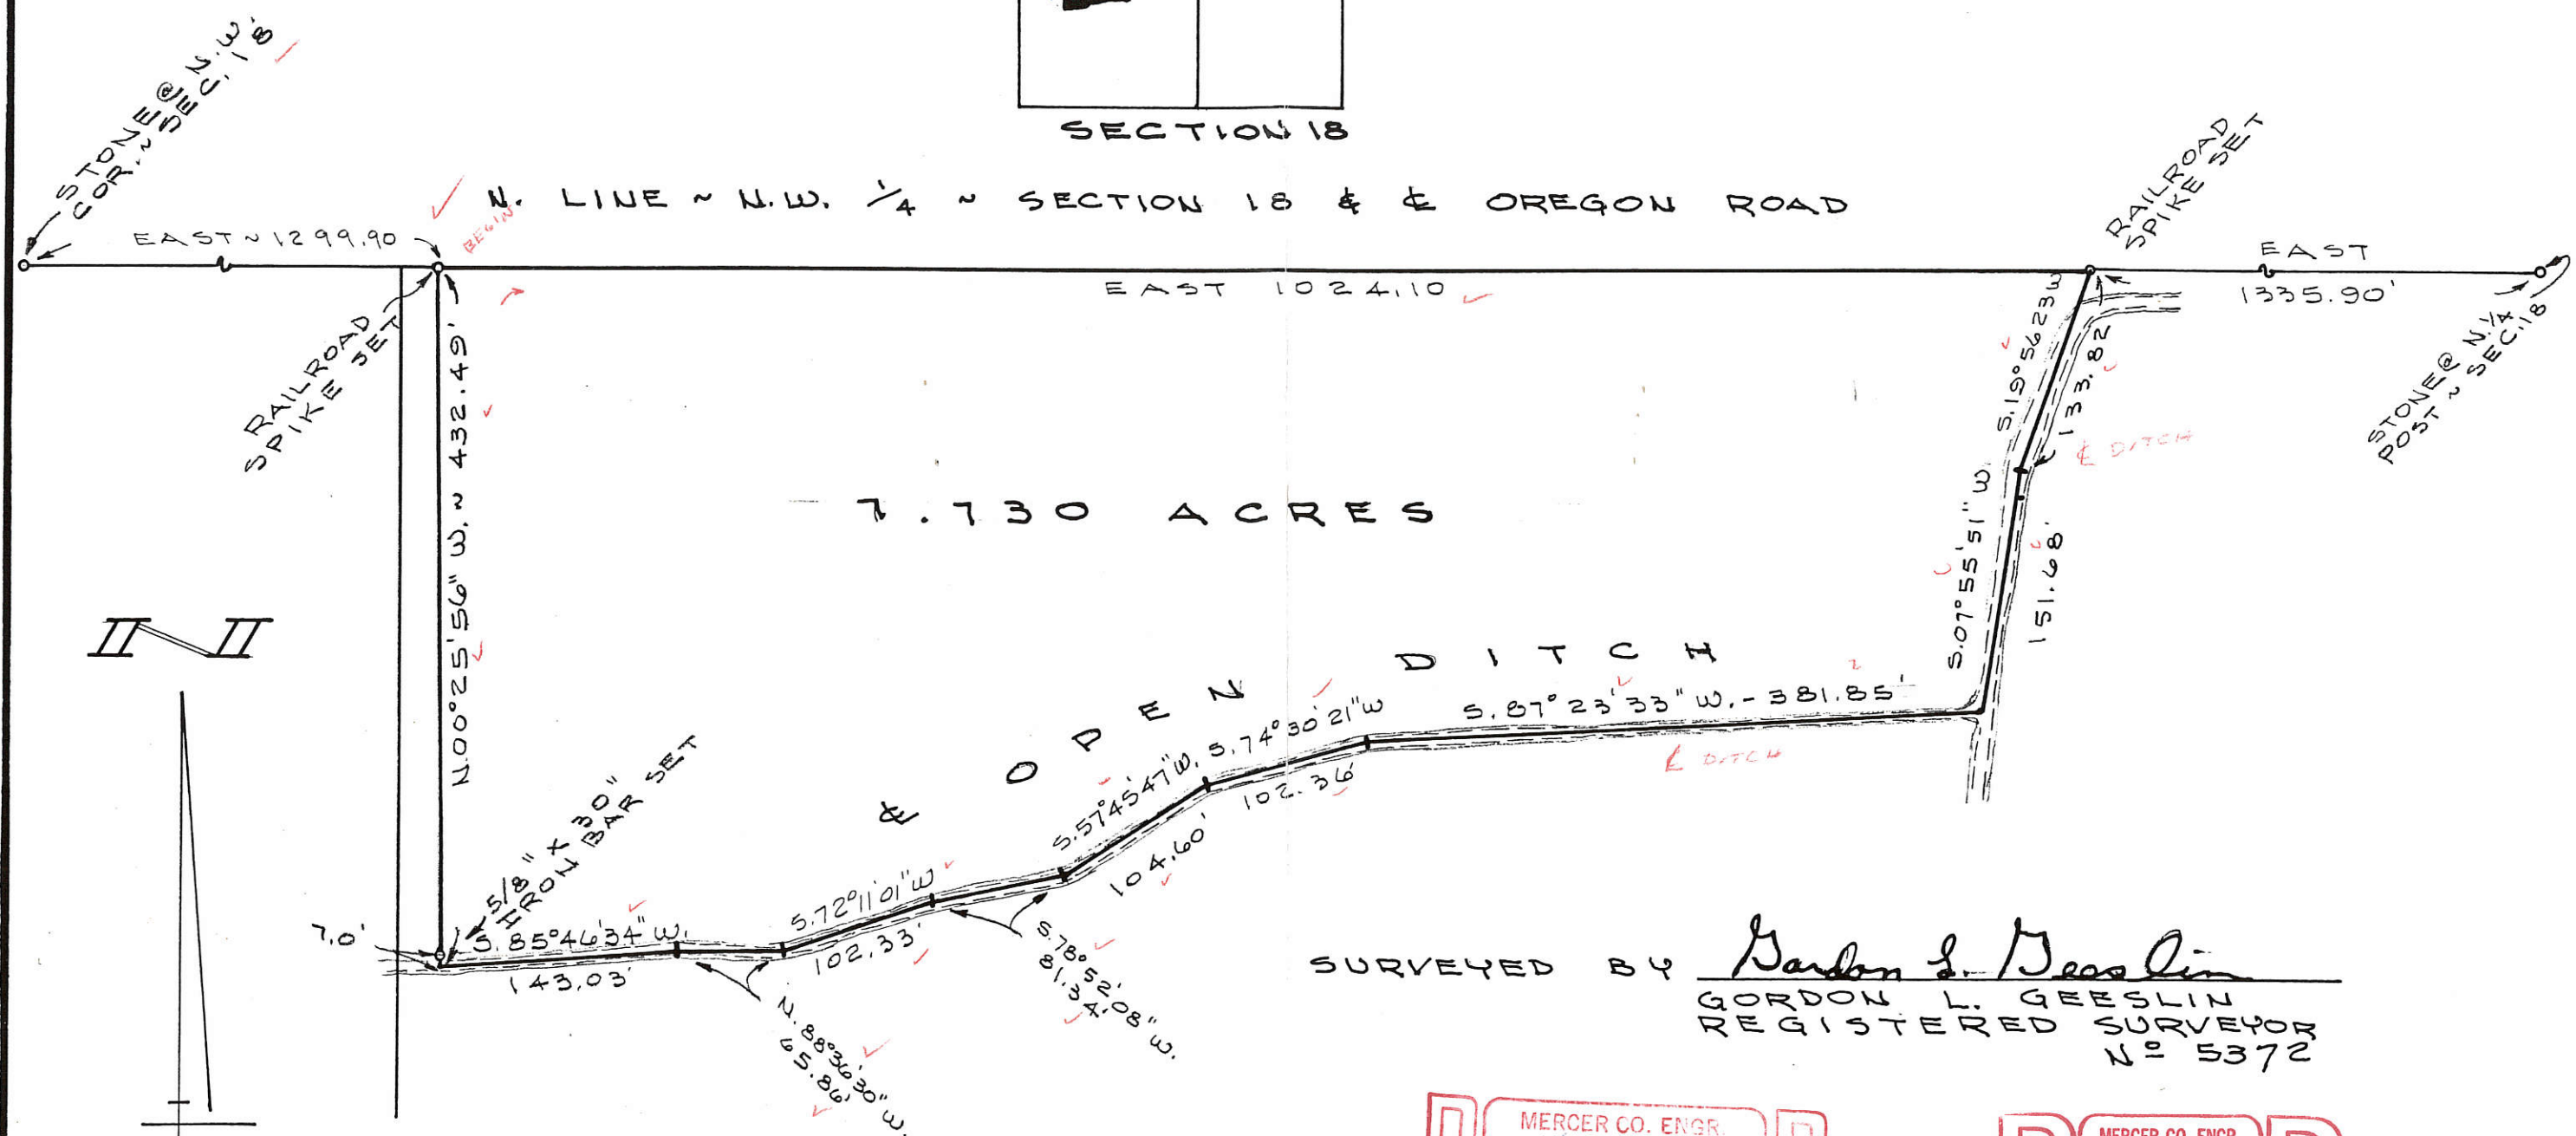 SECTION 18
STONE @ N.W.
COR. ~ SEC. 18
N. LINE ~ N.W. 1/4 ~ SECTION 18 & ℄ OREGON ROAD
RAILROAD
SPIKE SET
EAST ~ 1299.90
BEGIN
EAST
1335.90'
EAST 1024.10
STONE @ N. 1/4
POST ~ SEC. 18
RAILROAD
SPIKE SET
N.00°25'56" W. ~ 432.49'
S.19°56'23 W
133.82
℄ DITCH
7.730 ACRES
S.07°55'51" W
151.68'
N
℄ OPEN DITCH
S.87°23'33" W. - 381.85'
℄ DITCH
S.74°30'21" W
102.36'
S.57°45'47" W.
104.60'
5/8" X 30"
IRON BAR SET
S.78°52'08" W.
81.34'
S.72°11'01" W
102.33'
7.0'
S.85°46'34" W.
143.03'
N.88°36'30" W.
65.86'
SURVEYED BY Gordon L. Geeslin
GORDON L. GEESLIN
REGISTERED SURVEYOR
Nº 5372
MERCER CO. ENGR.
MERCER CO. ENGR.